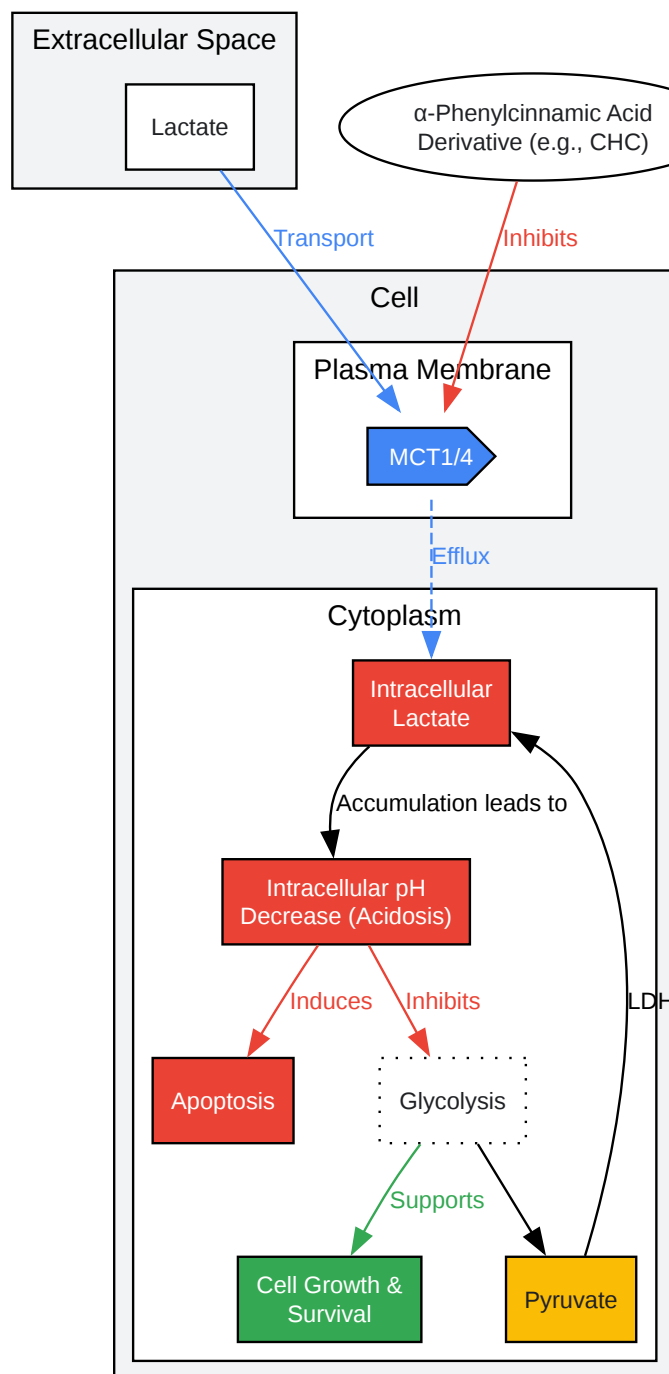 Extracellular Space
Lactate
α-Phenylcinnamic Acid
Derivative (e.g., CHC)
Transport
Inhibits
Cell
Plasma Membrane
MCT1/4
Efflux
Cytoplasm
Intracellular
Lactate
Accumulation leads to
Intracellular pH
Decrease (Acidosis)
Induces
Inhibits
LDH
Apoptosis
Glycolysis
Supports
Cell Growth &
Survival
Pyruvate